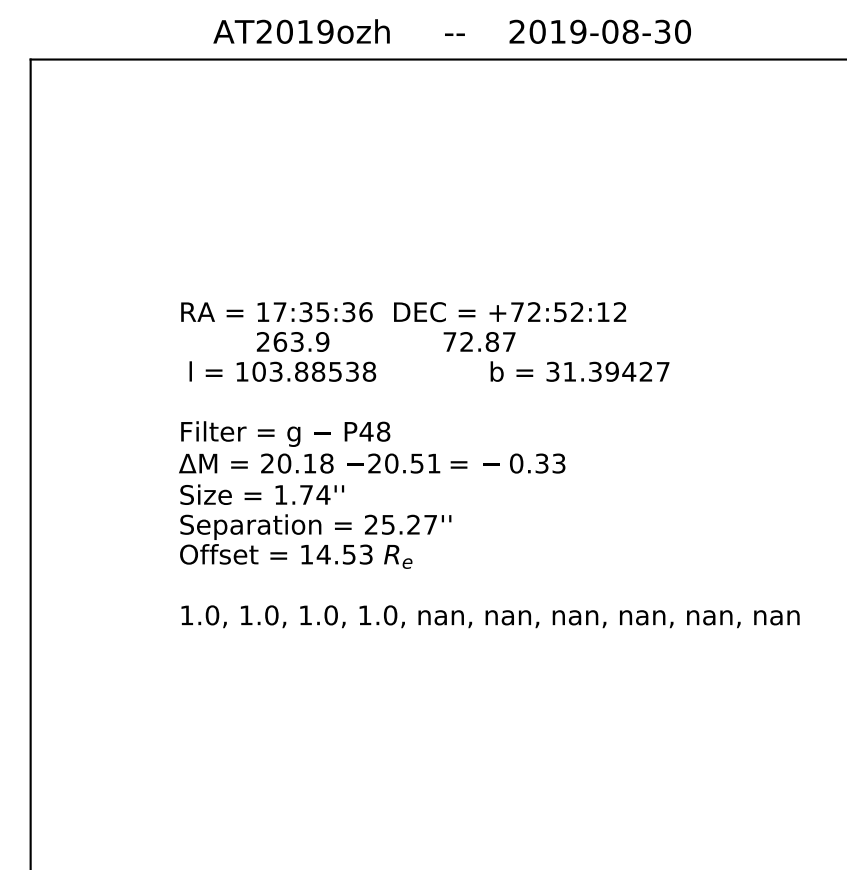 AT2019ozh -- 2019-08-30
RA = 17:35:36 DEC = +72:52:12
263.9 72.87
l = 103.88538 b = 31.39427
Filter = g − P48
ΔM = 20.18 −20.51 = − 0.33
Size = 1.74''
Separation = 25.27''
Offset = 14.53 Re
1.0, 1.0, 1.0, 1.0, nan, nan, nan, nan, nan, nan